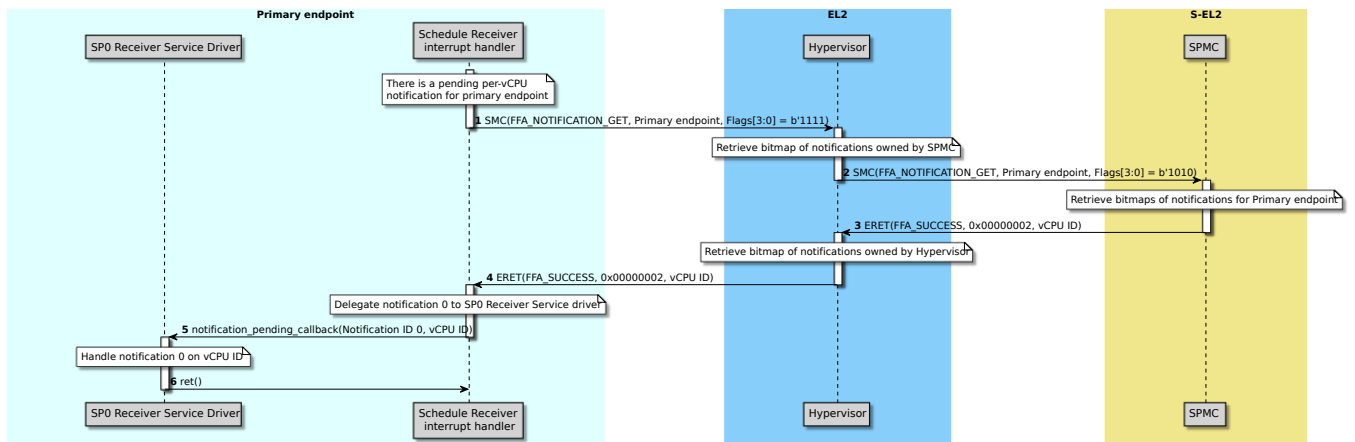 Primary endpoint
EL2
S-EL2
SP0 Receiver Service Driver
Schedule Receiver
interrupt handler
Hypervisor
SPMC
There is a pending per-vCPU
notification for primary endpoint
1 SMC(FFA_NOTIFICATION_GET, Primary endpoint, Flags[3:0] = b'1111)
Retrieve bitmap of notifications owned by SPMC
2 SMC(FFA_NOTIFICATION_GET, Primary endpoint, Flags[3:0] = b'1010)
Retrieve bitmaps of notifications for Primary endpoint
3 ERET(FFA_SUCCESS, 0x00000002, vCPU ID)
Retrieve bitmap of notifications owned by Hypervisor
4 ERET(FFA_SUCCESS, 0x00000002, vCPU ID)
Delegate notification 0 to SP0 Receiver Service driver
5 notification_pending_callback(Notification ID 0, vCPU ID)
Handle notification 0 on vCPU ID
6 ret()
SP0 Receiver Service Driver
Schedule Receiver
interrupt handler
Hypervisor
SPMC